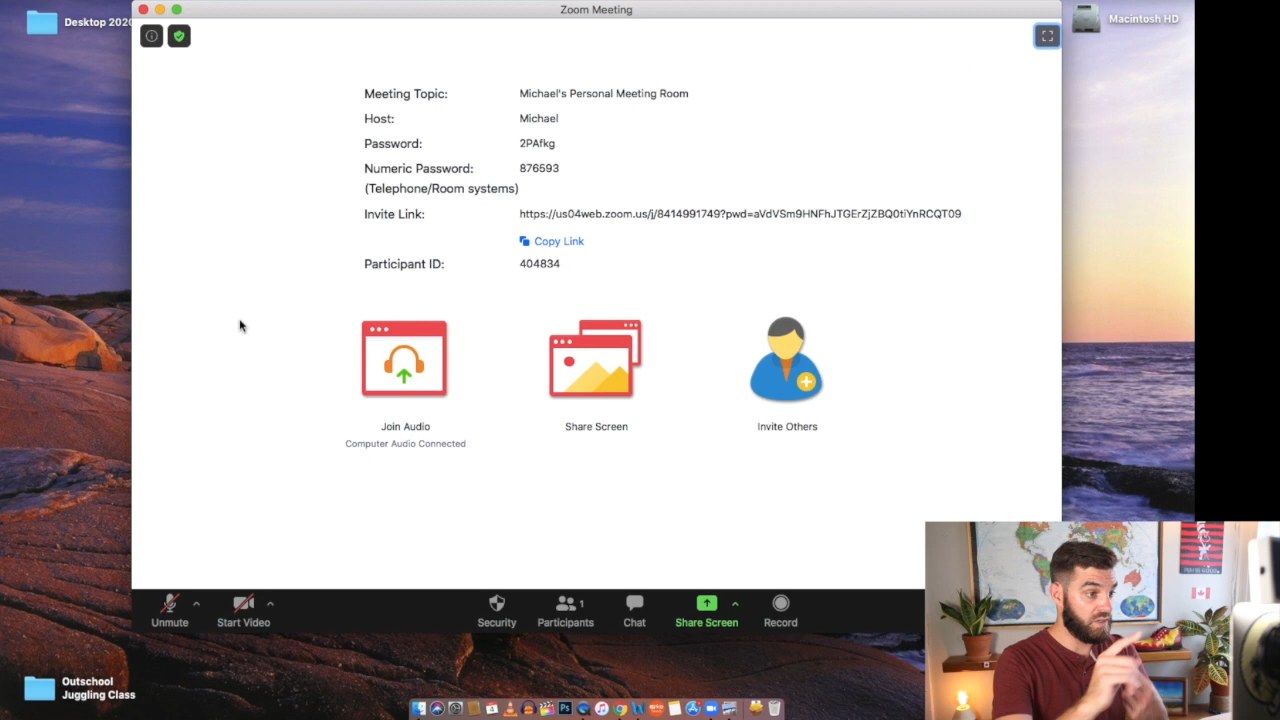 Zoom Meeting
Desktop 202
Macintosh HD
Meeting Topic: Michael's Personal Meeting Room
Host: Michael
Password: 2PAfkg
Numeric Password: 876593
(Telephone/Room systems)
Invite Link: https://us04web.zoom.us/j/8414991749?pwd=aVdVSm9HNFhJTGErZjZBQ0tiYnRCQT09
Copy Link
Participant ID: 404834
Join Audio Share Screen Invite Others
Computer Audio Connected
1
Unmute Start Video Security Participants Chat Share Screen Record
Outschool
Juggling Class
Ps